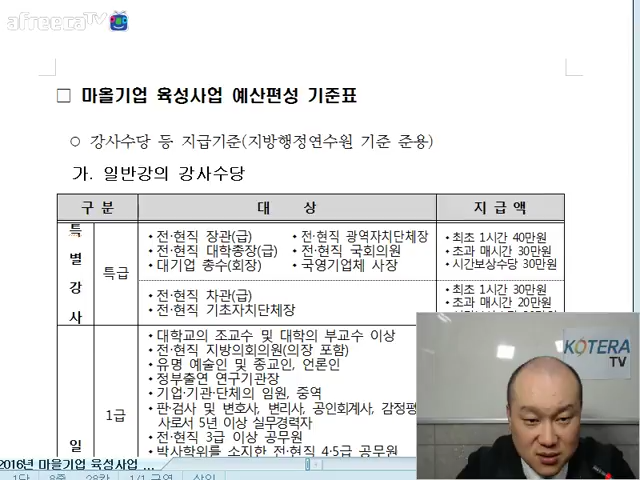 afreecaTV
□ 마을기업 육성사업 예산편성 기준표
○ 강사수당 등 지급기준(지방행정연수원 기준 준용)
가. 일반강의 강사수당
구 분 대 상 지 급 액
특 별 강 사
특급
•전·현직 장관(급) •전·현직 광역자치단체장
•전·현직 대학총장(급) •전·현직 국회의원
•대기업 총수(회장) •국영기업체 사장
•최초 1시간 40만원
•초과 매시간 30만원
•시간보상수당 30만원
•전·현직 차관(급)
•전·현직 기초자치단체장
•최초 1시간 30만원
•초과 매시간 20만원
일
1급
•대학교의 조교수 및 대학의 부교수 이상
•전·현직 지방의회의원(의장 포함)
•유명 예술인 및 종교인, 언론인
•정부출연 연구기관장
•기업·기관·단체의 임원, 중역
•판·검사 및 변호사, 변리사, 공인회계사, 감정평
사로서 5년 이상 실무경력자
•전·현직 3급 이상 공무원
•박사학위를 소지한 전·현직 4·5급 공무원
KOTERA
TV
2016년 마을기업 육성사업 ...
1단 8줄 28칸 1/1 구역 삽입